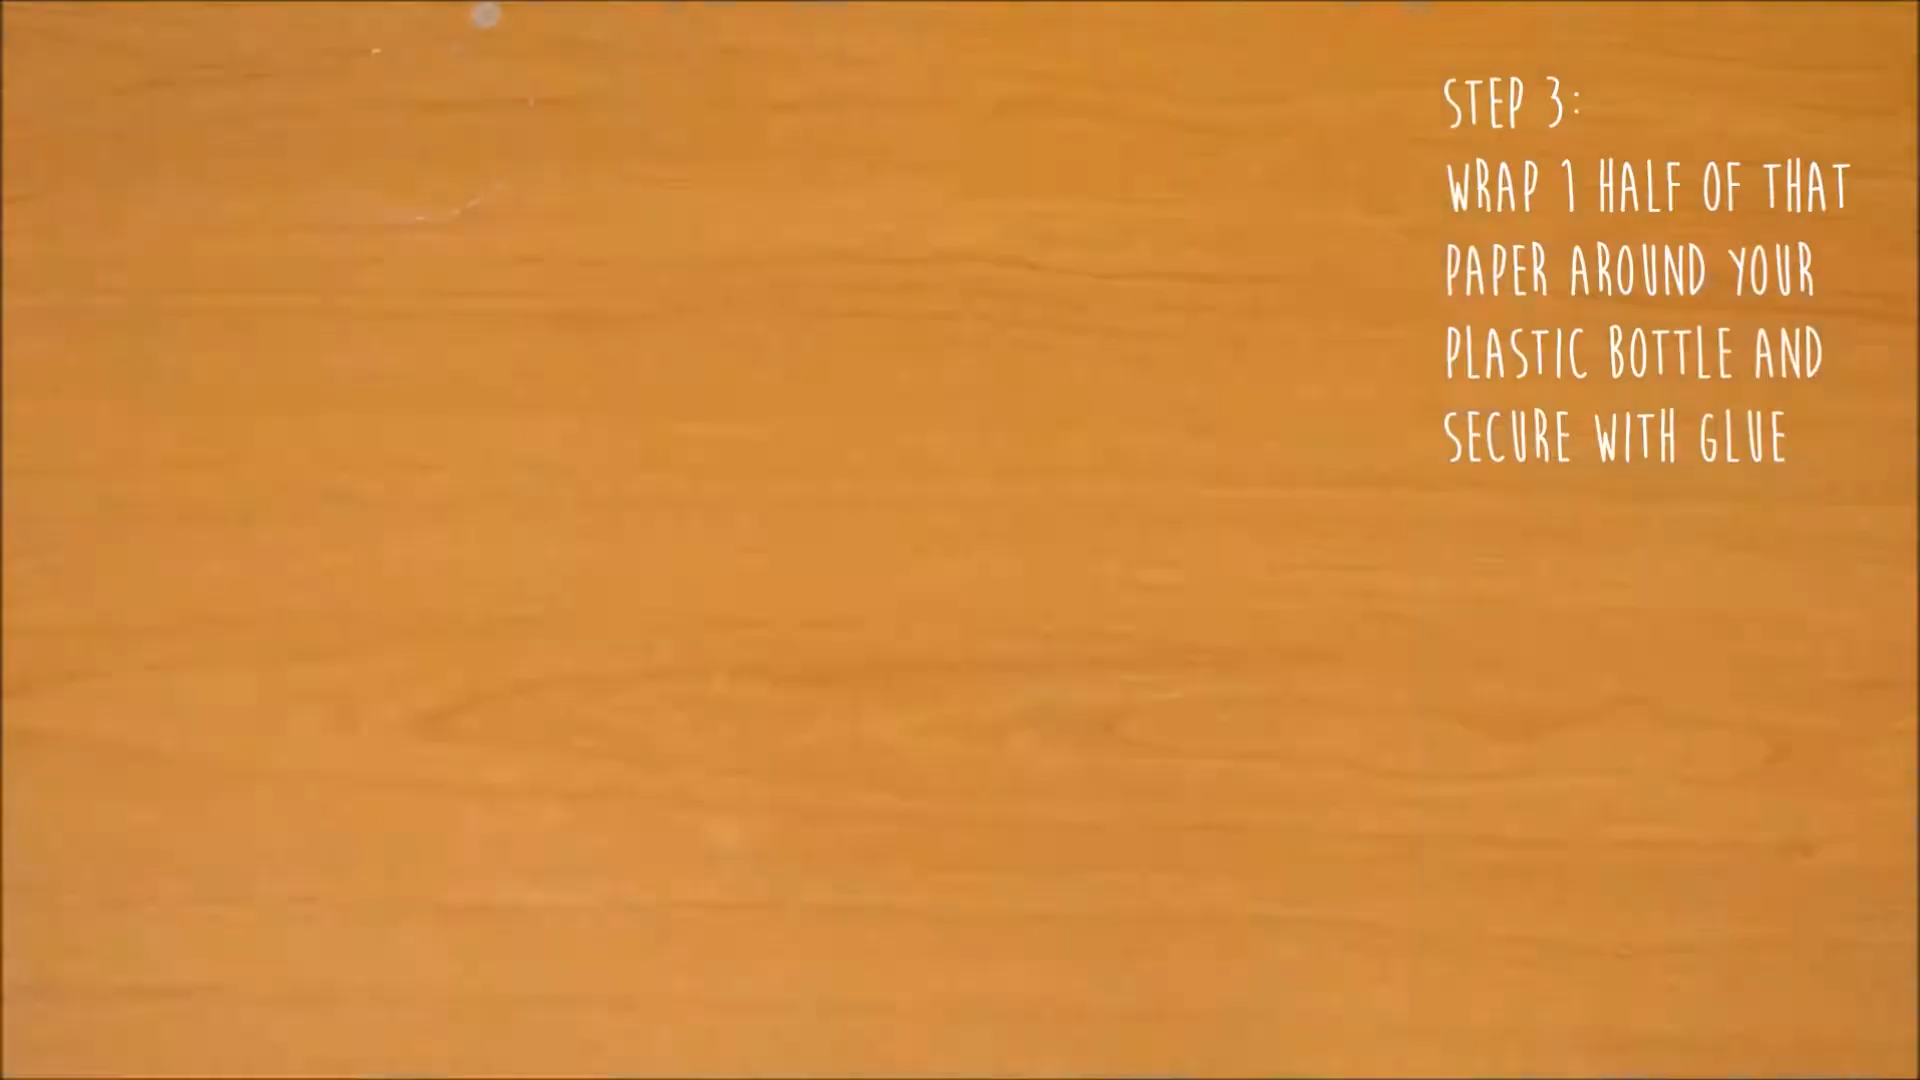 STEP 3:
WRAP 1 HALF OF THAT
PAPER AROUND YOUR
PLASTIC BOTTLE AND
SECURE WITH GLUE